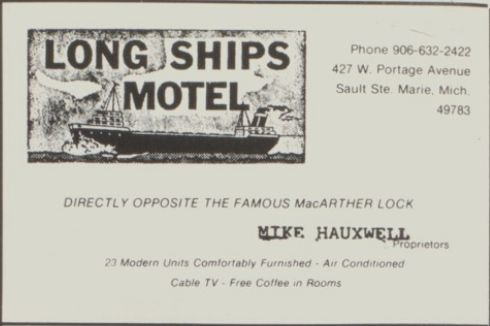 LONG SHIPS
MOTEL
Phone 906-632-2422
427 W. Portage Avenue
Sault Ste. Marie, Mich.
49783
DIRECTLY OPPOSITE THE FAMOUS MacARTHER LOCK
MIKE HAUXWELL
Proprietors
23 Modern Units Comfortably Furnished - Air Conditioned
Cable TV - Free Coffee in Rooms